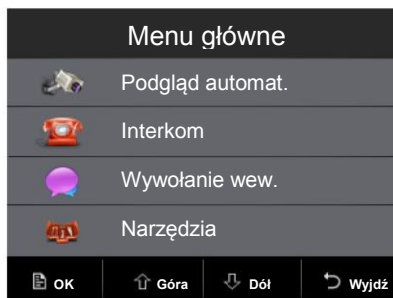 Menu główne
Podgląd automat.
Interkom
Wywołanie wew.
Narzędzia
OK Góra Dół Wyjdź